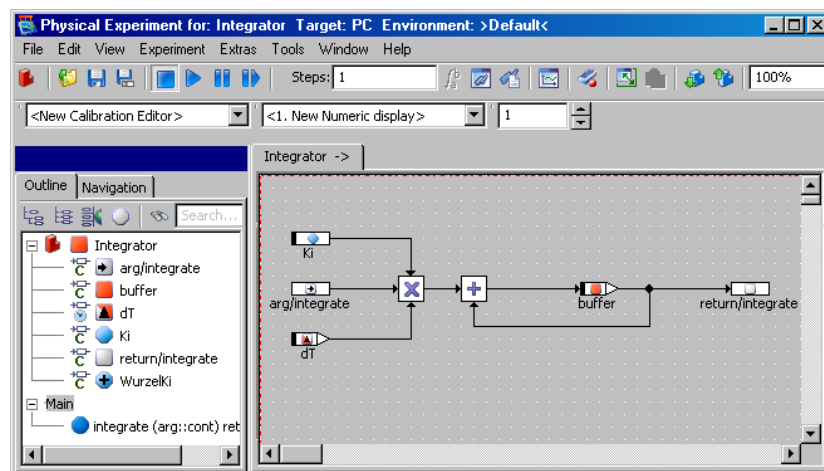 Physical Experiment for: Integrator Target: PC Environment: >Default<
File Edit View Experiment Extras Tools Window Help
Steps: 1 100%
<New Calibration Editor> <1. New Numeric display> 1
Integrator ->
Outline Navigation
Search...
Integrator
arg/integrate
buffer
dT
Ki
return/integrate
WurzelKi
Main
integrate (arg::cont) ret
Ki
arg/integrate
buffer
return/integrate
dT